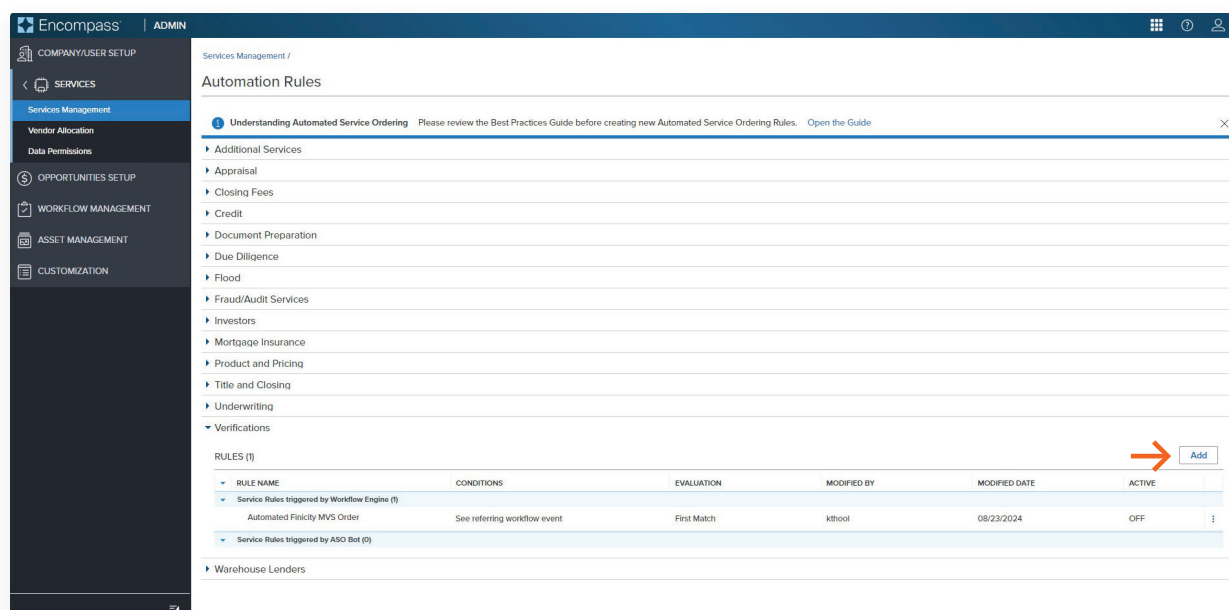 Encompass | ADMIN
COMPANY/USER SETUP
SERVICES
Services Management
Vendor Allocation
Data Permissions
OPPORTUNITIES SETUP
WORKFLOW MANAGEMENT
ASSET MANAGEMENT
CUSTOMIZATION
Services Management /
Automation Rules
Understanding Automated Service Ordering Please review the Best Practices Guide before creating new Automated Service Ordering Rules. Open the Guide
Additional Services
Appraisal
Closing Fees
Credit
Document Preparation
Due Diligence
Flood
Fraud/Audit Services
Investors
Mortgage Insurance
Product and Pricing
Title and Closing
Underwriting
Verifications
RULES (1) Add
RULE NAME CONDITIONS EVALUATION MODIFIED BY MODIFIED DATE ACTIVE
Service Rules triggered by Workflow Engine (1)
Automated Finicity MVS Order See referring workflow event First Match kthool 08/23/2024 OFF
Service Rules triggered by ASO Bot (0)
Warehouse Lenders